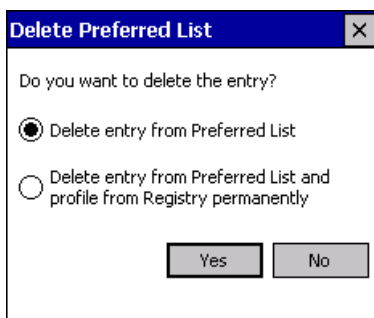 Delete Preferred List
Do you want to delete the entry?
Delete entry from Preferred List
Delete entry from Preferred List and
profile from Registry permanently
Yes No